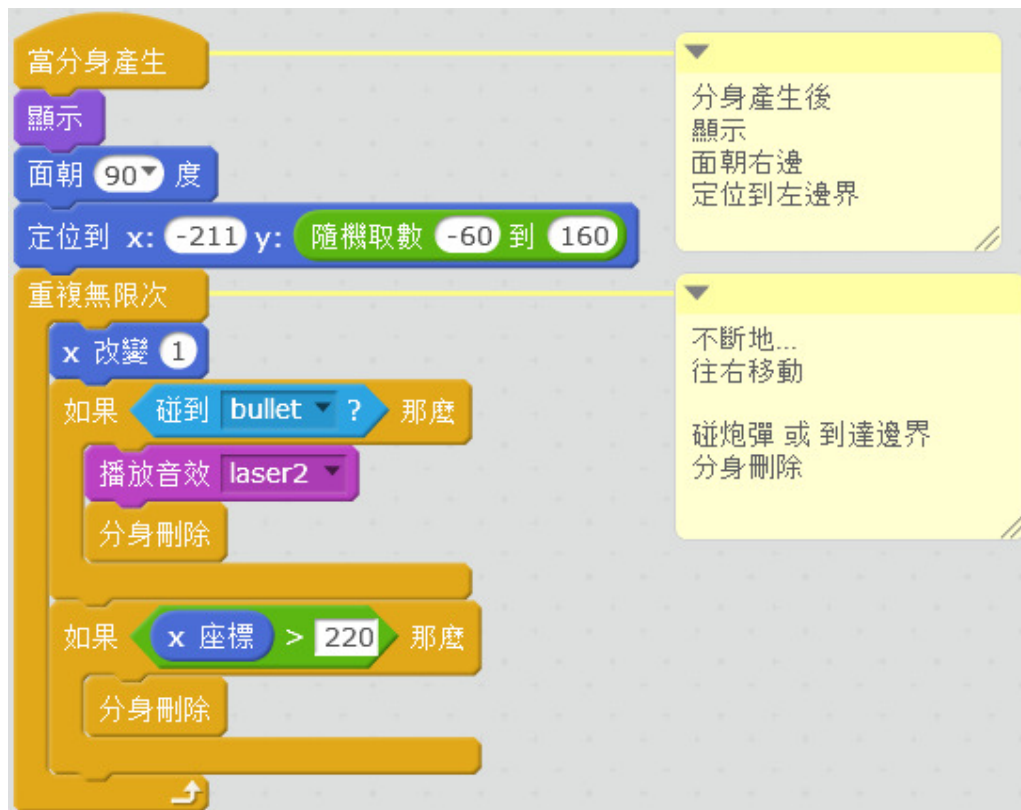 當分身產生
顯示
面朝 90 度
定位到 x: -211 y: 隨機取數 -60 到 160
重複無限次
x 改變 1
如果 碰到 bullet ? 那麼
播放音效 laser2
分身刪除
如果 x 座標 > 220 那麼
分身刪除
分身產生後
顯示
面朝右邊
定位到左邊界
不斷地...
往右移動
碰炮彈 或 到達邊界
分身刪除